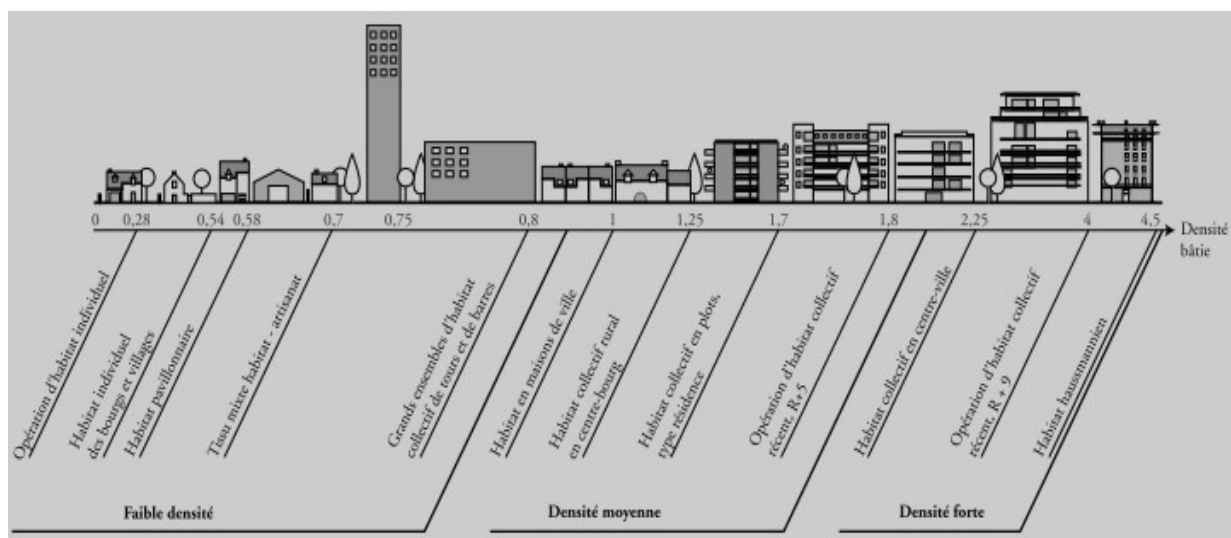 0
0,28
0,54
0,58
0,7
0,75
0,8
1
1,25
1,7
1,8
2,25
4
4,5
Densité
bâtie
Opération d'habitat individuel
Habitat individuel
des bourgs et villages
Habitat pavillonnaire
Tissu mixte habitat - artisanat
Grands ensembles d'habitat
collectif de tours et de barres
Habitat en maisons de ville
Habitat collectif rural
en centre-bourg
Habitat collectif en plots,
type résidence
Opération d'habitat collectif
récent, R+5
Habitat collectif en centre-ville
Opération d'habitat collectif
récent, R + 9
Habitat haussmannien
Faible densité
Densité moyenne
Densité forte